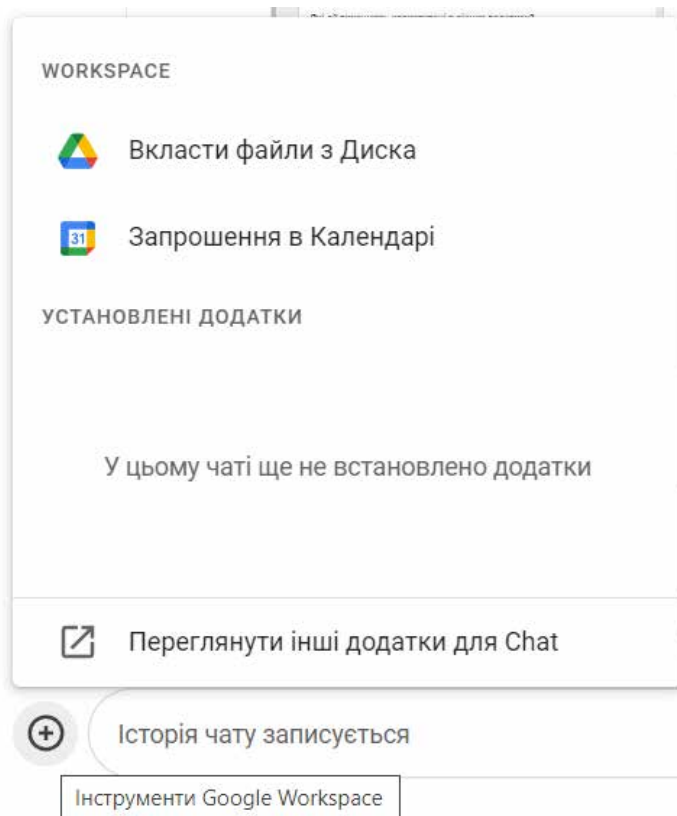 WORKSPACE
Вкласти файли з Диска
31
Запрошення в Календарі
УСТАНОВЛЕНІ ДОДАТКИ
У цьому чаті ще не встановлено додатки
Переглянути інші додатки для Chat
Історія чату записується
Інструменти Google Workspace